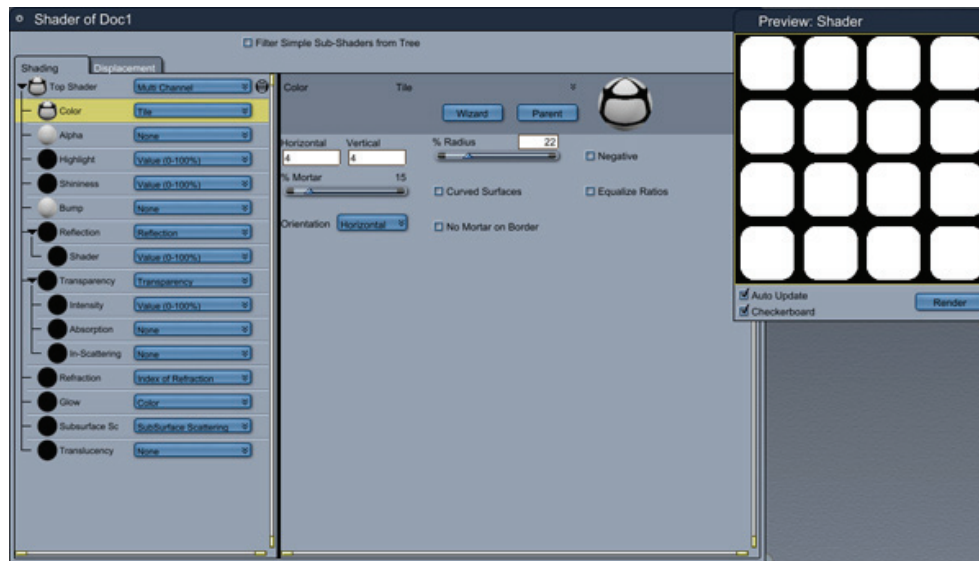 Shader of Doc1
Filter Simple Sub-Shaders from Tree
Shading Displacement
Top Shader Multi Channel
Color Tile
Alpha None
Highlight Value (0-100%)
Shininess Value (0-100%)
Bump None
Reflection Reflection
Shader Value (0-100%)
Transparency Transparency
Intensity Value (0-100%)
Absorption None
In-Scattering None
Refraction Index of Refraction
Glow Color
Subsurface Sc SubSurface Scattering
Translucency None
Color Tile
Wizard Parent
Horizontal Vertical % Radius 22
4 4
Negative
% Mortar 15
Curved Surfaces Equalize Ratios
Orientation Horizontal No Mortar on Border
Preview: Shader
Auto Update
Checkerboard
Render